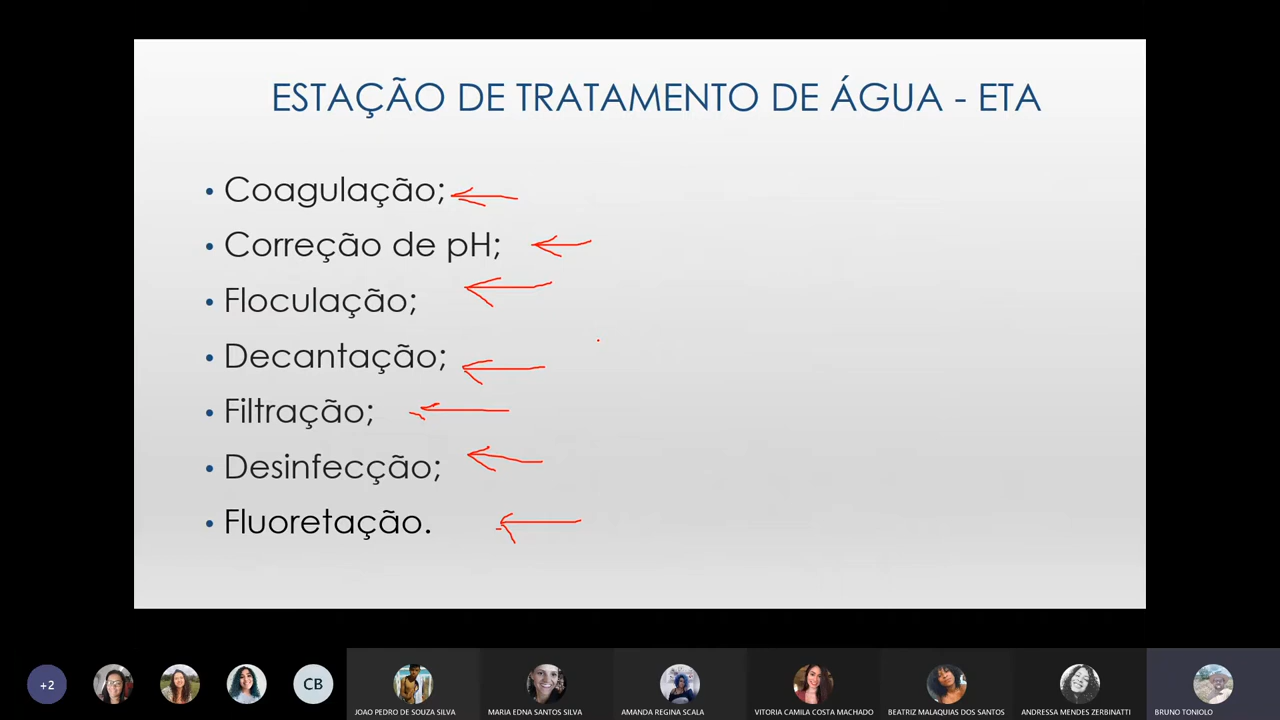 ESTAÇÃO DE TRATAMENTO DE ÁGUA - ETA
• Coagulação;
• Correção de pH;
• Floculação;
• Decantação;
• Filtração;
• Desinfecção;
• Fluoretação.
+2
CB
JOAO PEDRO DE SOUZA SILVA
MARIA EDNA SANTOS SILVA
AMANDA REGINA SCALA
VITORIA CAMILA COSTA MACHADO
BEATRIZ MALAQUIAS DOS SANTOS
ANDRESSA MENDES ZERBINATTI
BRUNO TONIOLO